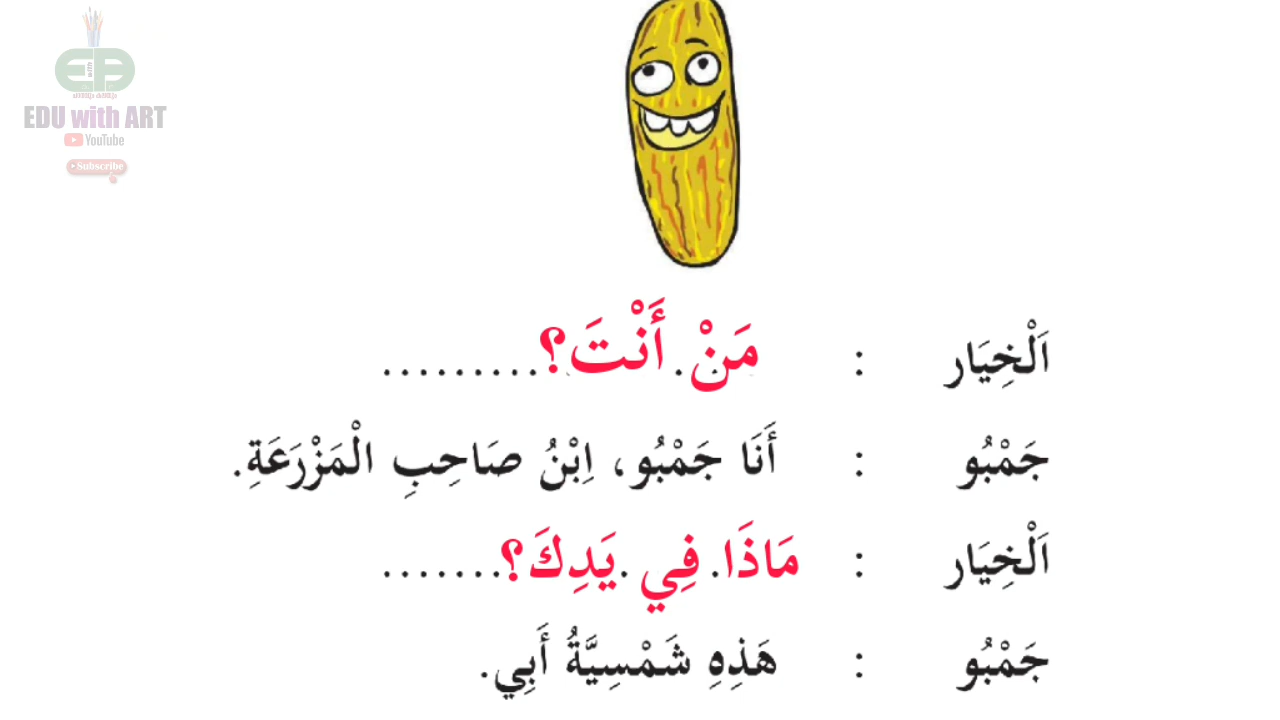 EDU with ART
YouTube
Subscribe
اَلْخِيَار : مَنْ. أَنْتَ؟.........
جَمْبُو : أَنَا جَمْبُو، اِبْنُ صَاحِبِ الْمَزْرَعَةِ.
اَلْخِيَار : مَاذَا. فِي .يَدِكَ؟.......
جَمْبُو : هَذِهِ شَمْسِيَّةُ أَبِي.